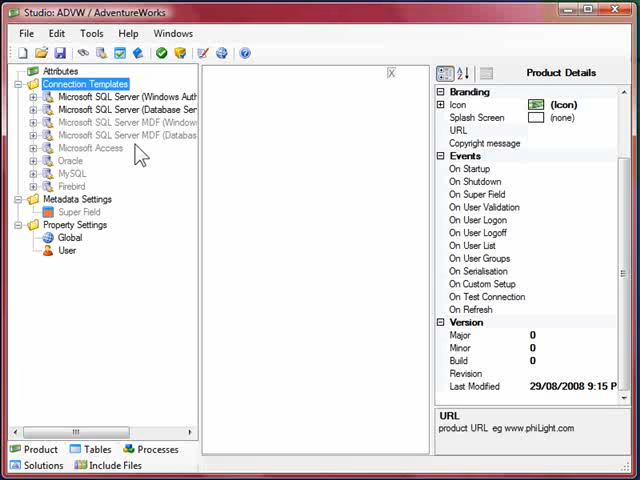 Studio: ADVW / AdventureWorks
File Edit Tools Help Windows
Attributes
Connection Templates
Microsoft SQL Server (Windows Auth
Microsoft SQL Server (Database Ser
Microsoft SQL Server MDF (Window
Microsoft SQL Server MDF (Databas
Microsoft Access
Oracle
MySQL
Firebird
Metadata Settings
Super Field
Property Settings
Global
User
Product Tables Processes
Solutions Include Files
X
Product Details
Branding
Icon (Icon)
Splash Screen (none)
URL
Copyright message
Events
On Startup
On Shutdown
On Super Field
On User Validation
On User Logon
On User Logoff
On User List
On User Groups
On Serialisation
On Custom Setup
On Test Connection
On Refresh
Version
Major 0
Minor 0
Build 0
Revision
Last Modified 29/08/2008 9:15 P
URL
product URL eg www.philight.com